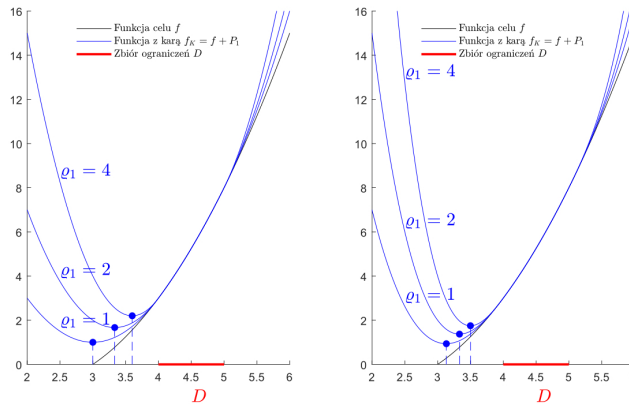 16
14
12
10
8
6
4
2
0
Funkcja celu f
Funkcja z karą f_K = f + P_1
Zbiór ograniczeń D
ϱ_1 = 4
ϱ_1 = 2
ϱ_1 = 1
2 2.5 3 3.5 4 4.5 5 5.5 6
D
16
14
12
10
8
6
4
2
0
Funkcja celu f
Funkcja z karą f_K = f + P_1
Zbiór ograniczeń D
ϱ_1 = 4
ϱ_1 = 2
ϱ_1 = 1
2 2.5 3 3.5 4 4.5 5 5.5
D